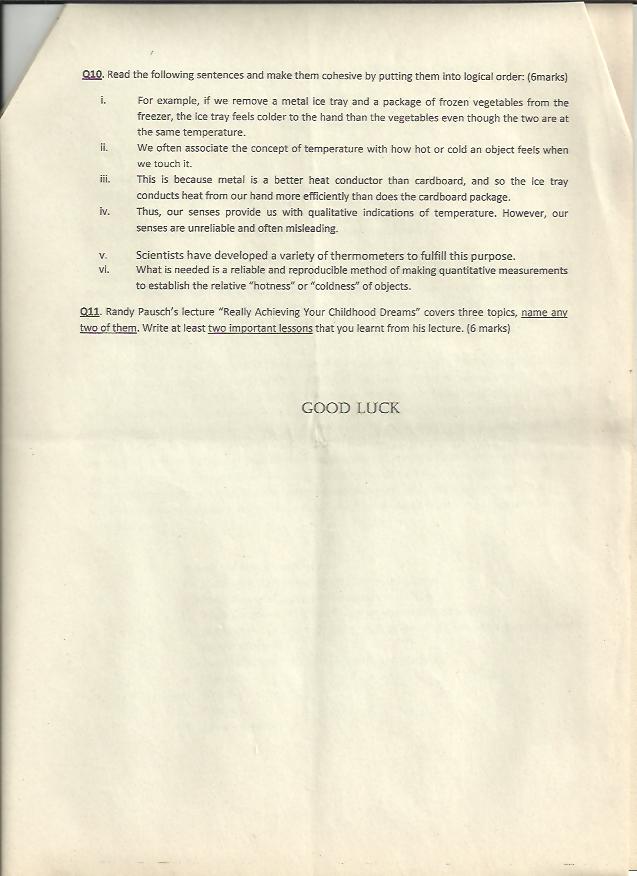 Q10. Read the following sentences and make them cohesive by putting them into logical order: (6marks)
i. For example, if we remove a metal ice tray and a package of frozen vegetables from the
freezer, the ice tray feels colder to the hand than the vegetables even though the two are at
the same temperature.
ii. We often associate the concept of temperature with how hot or cold an object feels when
we touch it.
iii. This is because metal is a better heat conductor than cardboard, and so the ice tray
conducts heat from our hand more efficiently than does the cardboard package.
iv. Thus, our senses provide us with qualitative indications of temperature. However, our
senses are unreliable and often misleading.
v. Scientists have developed a variety of thermometers to fulfill this purpose.
vi. What is needed is a reliable and reproducible method of making quantitative measurements
to establish the relative “hotness” or “coldness” of objects.
Q11. Randy Pausch’s lecture “Really Achieving Your Childhood Dreams” covers three topics, name any
two of them. Write at least two important lessons that you learnt from his lecture. (6 marks)
GOOD LUCK